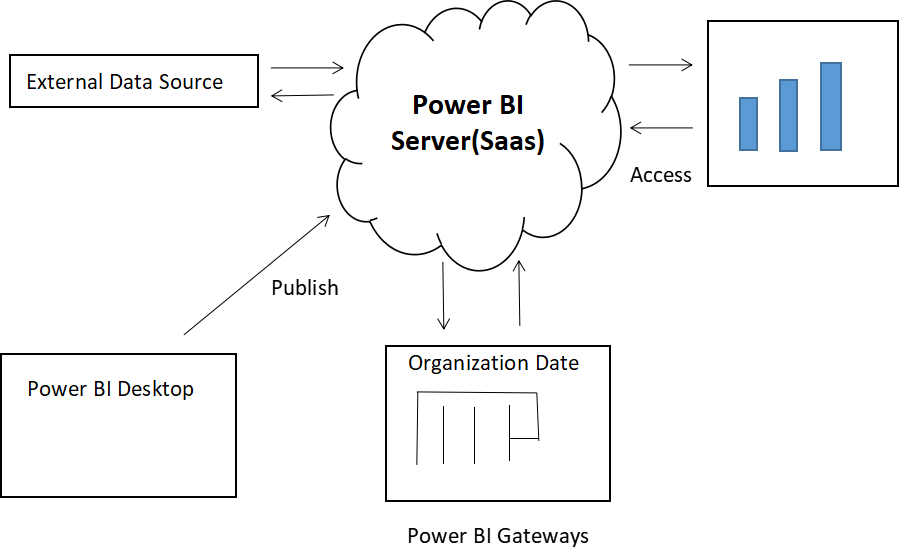 External Data Source
Power BI
Server(Saas)
Access
Publish
Power BI Desktop
Organization Date
Power BI Gateways